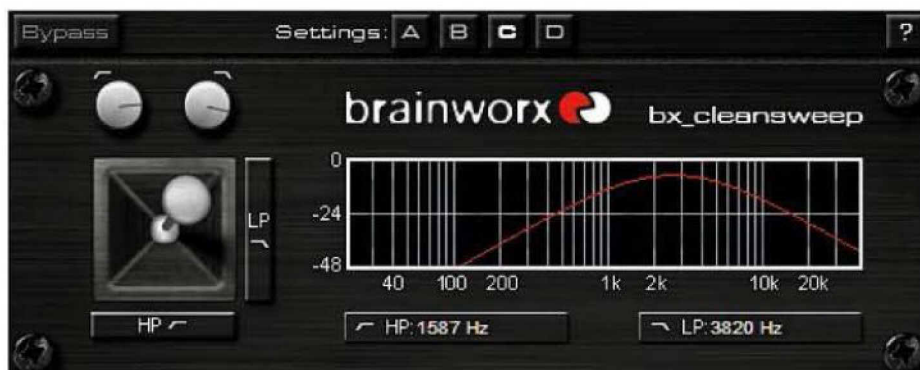 Bypass Settings: A B C D ?
brainworx bx_cleansweep
0
LP
-24
-48
40 100 200 1k 2k 10k 20k
HP HP: 1587 Hz LP: 3820 Hz